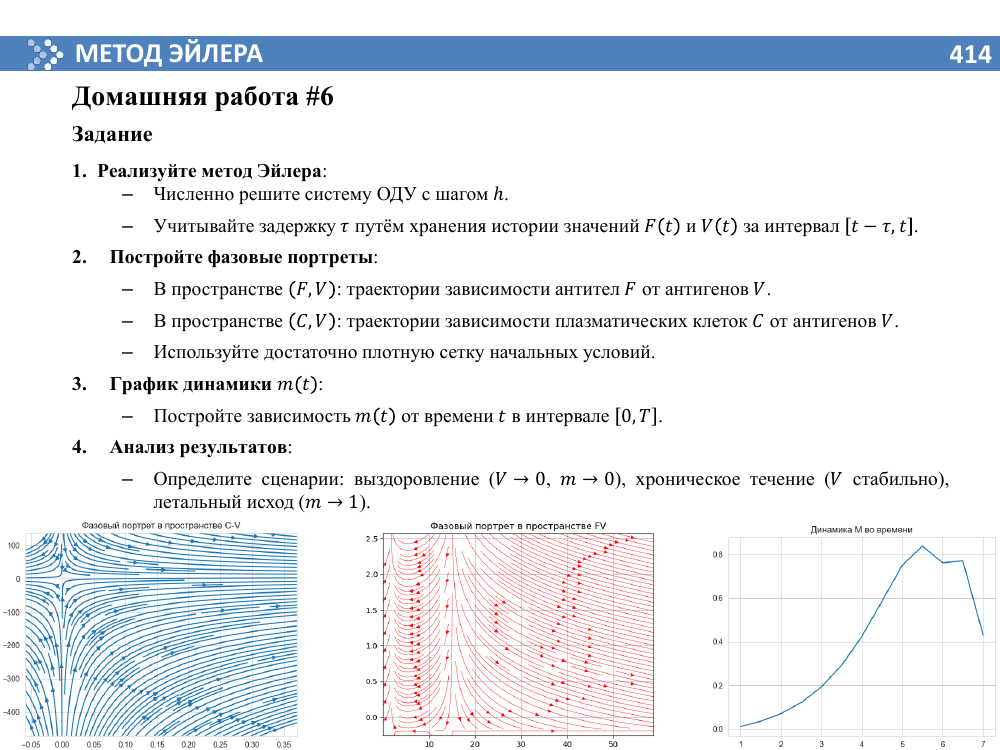 МЕТОД ЭЙЛЕРА
414
Домашняя работа #6
Задание
1. Реализуйте метод Эйлера:
– Численно решите систему ОДУ с шагом h.
– Учитывайте задержку τ путём хранения истории значений F(t) и V(t) за интервал [t − τ, t].
2. Постройте фазовые портреты:
– В пространстве (F, V): траектории зависимости антител F от антигенов V.
– В пространстве (C, V): траектории зависимости плазматических клеток C от антигенов V.
– Используйте достаточно плотную сетку начальных условий.
3. График динамики m(t):
– Постройте зависимость m(t) от времени t в интервале [0, T].
4. Анализ результатов:
– Определите сценарии: выздоровление (V → 0, m → 0), хроническое течение (V стабильно),
летальный исход (m → 1).
Фазовый портрет в пространстве C-V
100
0
−100
−200
−300
−400
−0.05 0.00 0.05 0.10 0.15 0.20 0.25 0.30 0.35
Фазовый портрет в пространстве FV
2.5
2.0
1.5
1.0
0.5
0.0
10 20 30 40 50
Динамика M во времени
0.8
0.6
0.4
0.2
0.0
1 2 3 4 5 6 7